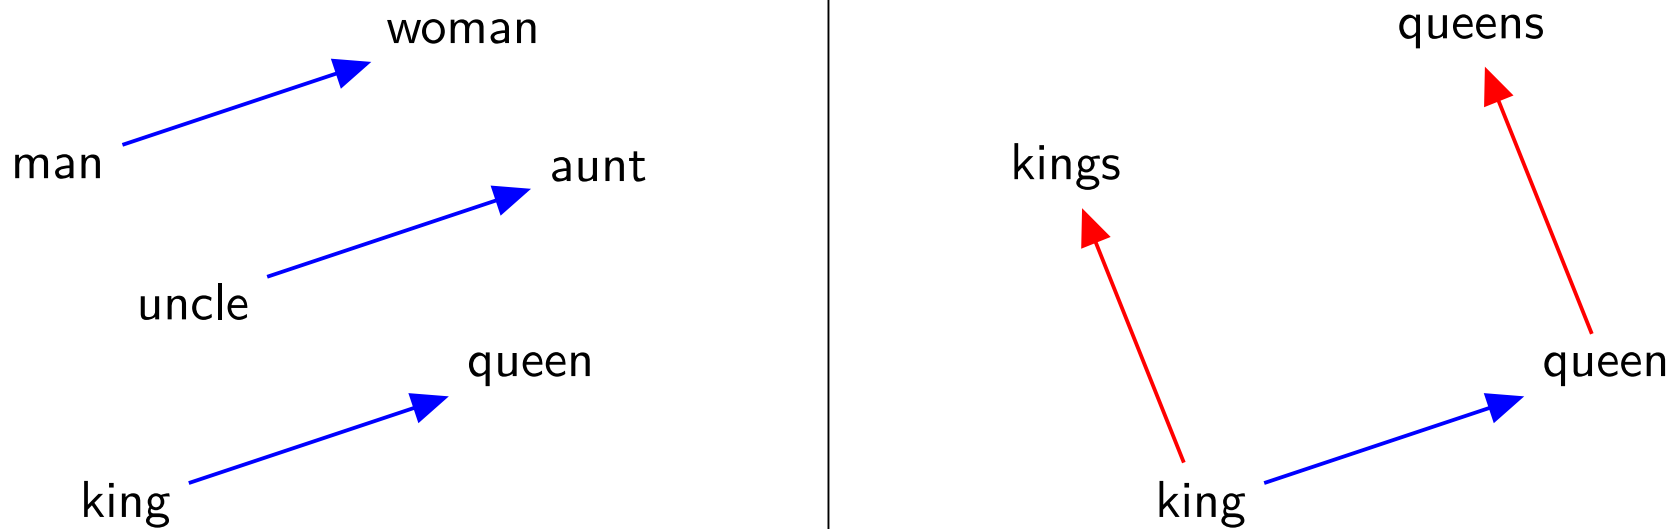 woman
man
aunt
uncle
queen
king
queens
kings
queen
king